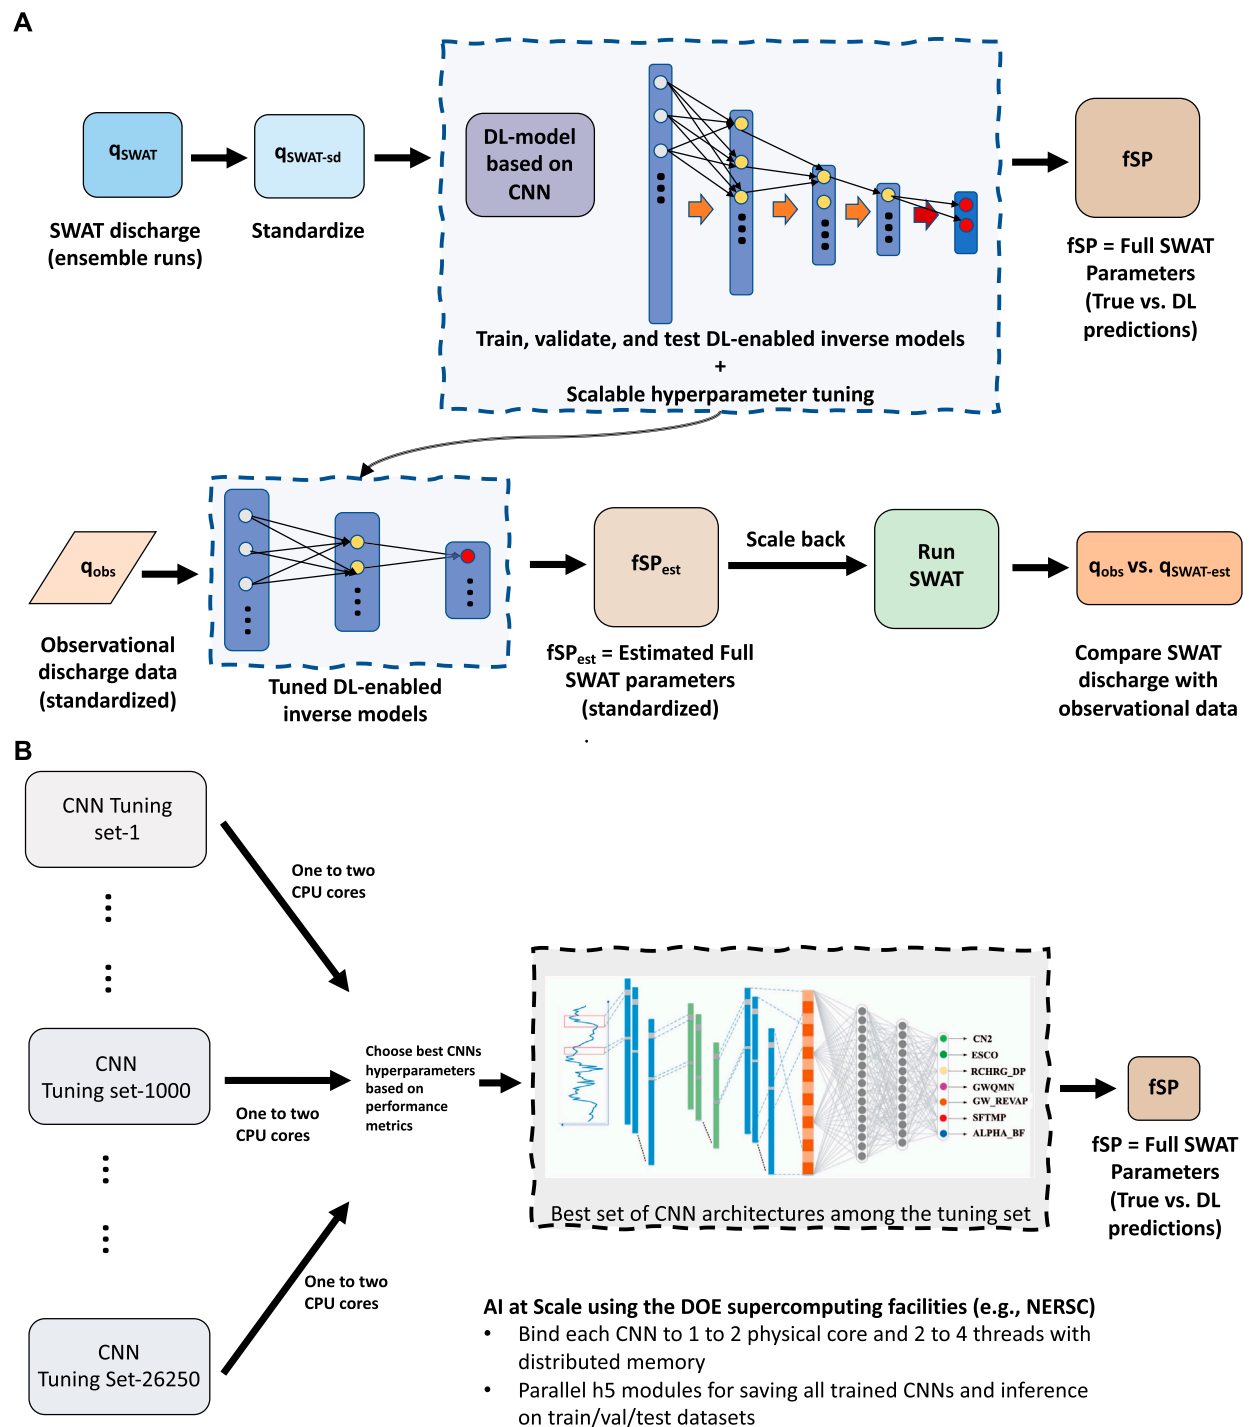 A
qSWAT
SWAT discharge
(ensemble runs)
qSWAT-sd
Standardize
DL-model
based on
CNN
Train, validate, and test DL-enabled inverse models
+
Scalable hyperparameter tuning
fSP
fSP = Full SWAT
Parameters
(True vs. DL
predictions)
qobs
Observational
discharge data
(standardized)
Tuned DL-enabled
inverse models
fSPest
fSPest = Estimated Full
SWAT parameters
(standardized)
Scale back
Run
SWAT
qobs vs. qSWAT-est
Compare SWAT
discharge with
observational data
B
CNN Tuning
set-1
One to two
CPU cores
CNN
Tuning set-1000
One to two
CPU cores
CNN
Tuning Set-26250
One to two
CPU cores
Choose best CNNs
hyperparameters
based on
performance
metrics
CN2
ESCO
RCHRG_DP
GWQMN
GW_REVAP
SFTMP
ALPHA_BF
Best set of CNN architectures among the tuning set
fSP
fSP = Full SWAT
Parameters
(True vs. DL
predictions)
AI at Scale using the DOE supercomputing facilities (e.g., NERSC)
• Bind each CNN to 1 to 2 physical core and 2 to 4 threads with
distributed memory
• Parallel h5 modules for saving all trained CNNs and inference
on train/val/test datasets